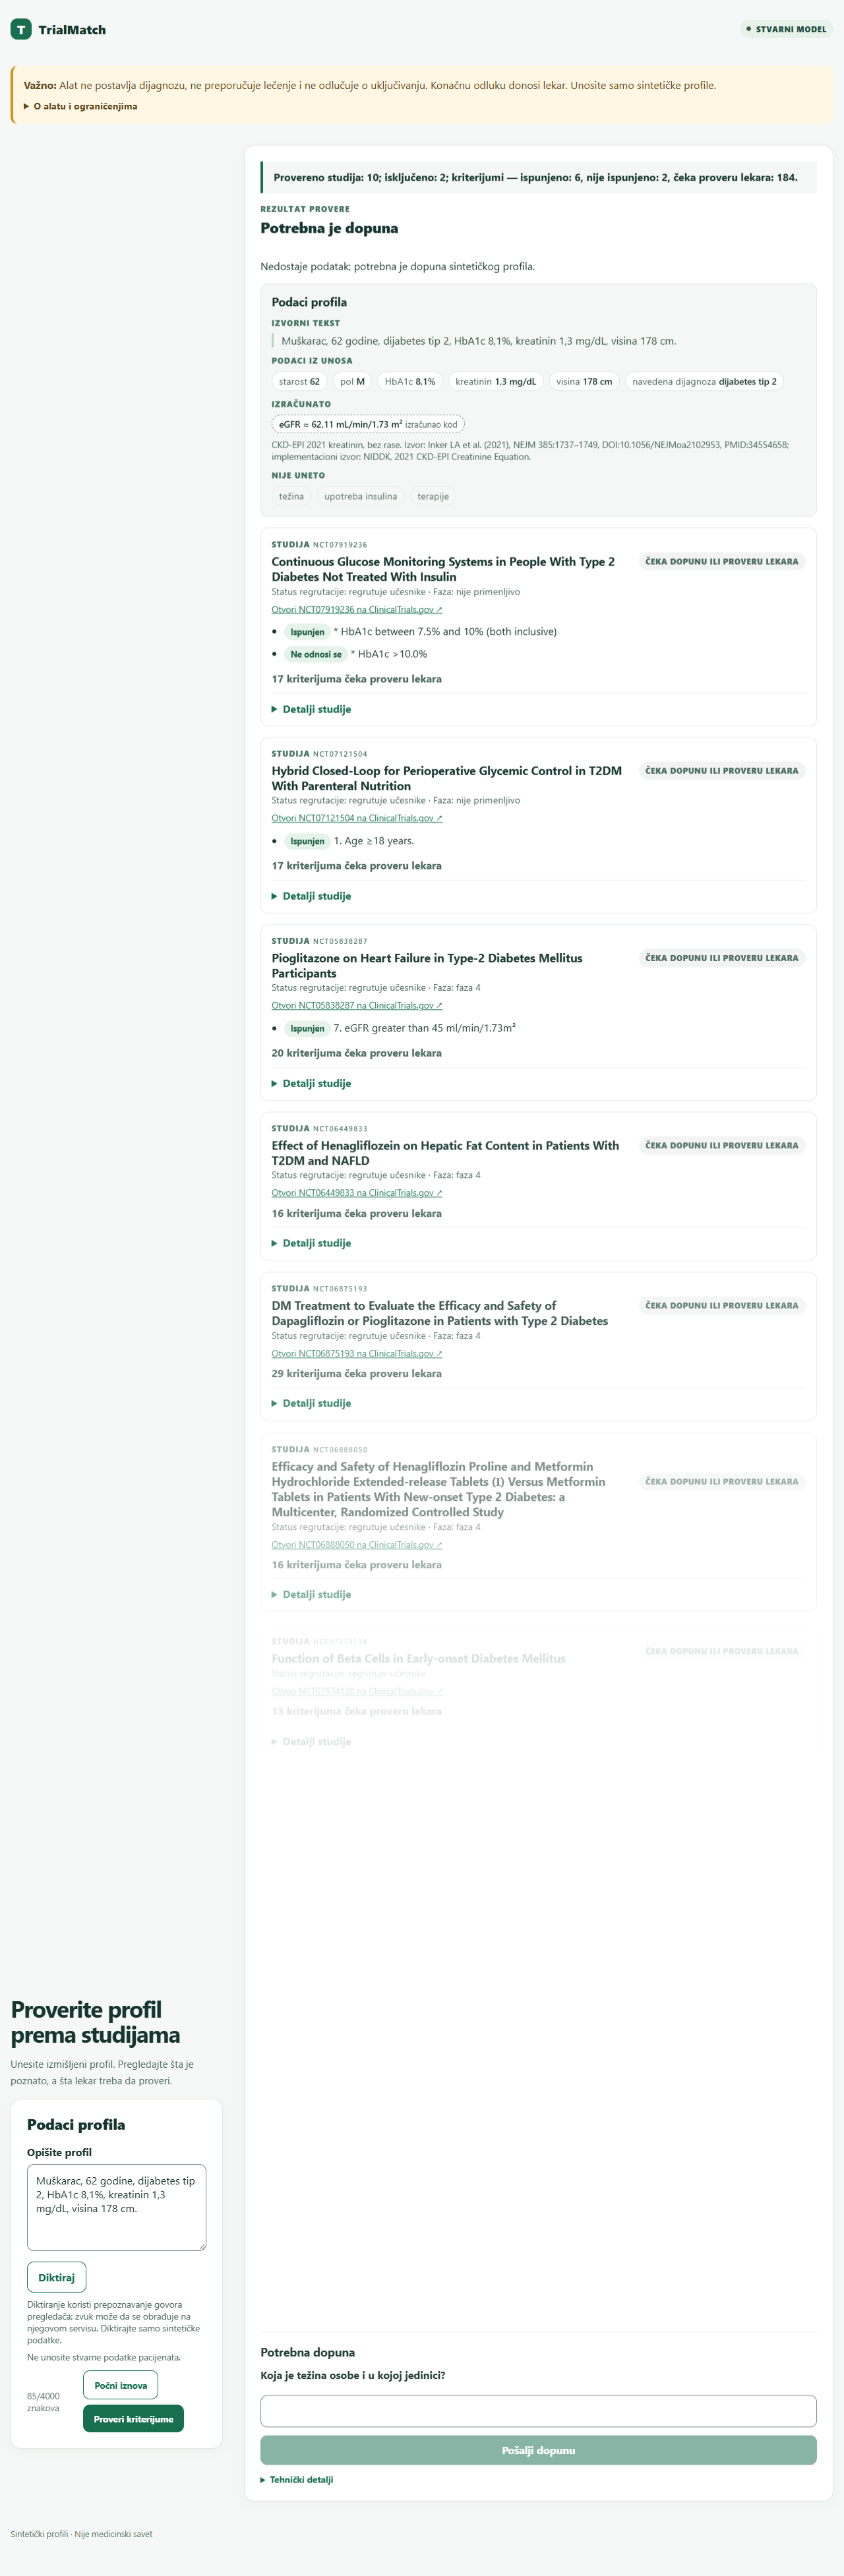 T TrialMatch
STVARNI MODEL
Važno: Alat ne postavlja dijagnozu, ne preporučuje lečenje i ne odlučuje o uključivanju. Konačnu odluku donosi lekar. Unosite samo sintetičke profile.
O alatu i ograničenjima
Provereno studija: 10; isključeno: 2; kriterijumi — ispunjeno: 6, nije ispunjeno: 2, čeka proveru lekara: 184.
REZULTAT PROVERE
Potrebna je dopuna
Nedostaje podatak; potrebna je dopuna sintetičkog profila.
Podaci profila
IZVORNI TEKST
Muškarac, 62 godine, dijabetes tip 2, HbA1c 8,1%, kreatinin 1,3 mg/dL, visina 178 cm.
PODACI IZ UNOSA
starost 62 pol M HbA1c 8,1% kreatinin 1,3 mg/dL visina 178 cm navedena dijagnoza dijabetes tip 2
IZRAČUNATO
eGFR ≈ 62,11 mL/min/1.73 m² izračunao kod
CKD-EPI 2021 kreatinin, bez rase. Izvor: Inker LA et al. (2021), NEJM 385:1737–1749, DOI:10.1056/NEJMoa2102953, PMID:34554658;
implementacioni izvor: NIDDK, 2021 CKD-EPI Creatinine Equation.
NIJE UNETO
težina upotreba insulina terapije
STUDIJA NCT07919236
Continuous Glucose Monitoring Systems in People With Type 2
Diabetes Not Treated With Insulin
ČEKA DOPUNU ILI PROVERU LEKARA
Status regrutacije: regrutuje učesnike · Faza: nije primenljivo
Otvori NCT07919236 na ClinicalTrials.gov ↗
Ispunjen * HbA1c between 7.5% and 10% (both inclusive)
Ne odnosi se * HbA1c >10.0%
17 kriterijuma čeka proveru lekara
Detalji studije
STUDIJA NCT07121504
Hybrid Closed-Loop for Perioperative Glycemic Control in T2DM
With Parenteral Nutrition
ČEKA DOPUNU ILI PROVERU LEKARA
Status regrutacije: regrutuje učesnike · Faza: nije primenljivo
Otvori NCT07121504 na ClinicalTrials.gov ↗
Ispunjen 1. Age ≥18 years.
17 kriterijuma čeka proveru lekara
Detalji studije
STUDIJA NCT05838287
Pioglitazone on Heart Failure in Type-2 Diabetes Mellitus
Participants
ČEKA DOPUNU ILI PROVERU LEKARA
Status regrutacije: regrutuje učesnike · Faza: faza 4
Otvori NCT05838287 na ClinicalTrials.gov ↗
Ispunjen 7. eGFR greater than 45 ml/min/1.73m²
20 kriterijuma čeka proveru lekara
Detalji studije
STUDIJA NCT06449833
Effect of Henagliflozein on Hepatic Fat Content in Patients With
T2DM and NAFLD
ČEKA DOPUNU ILI PROVERU LEKARA
Status regrutacije: regrutuje učesnike · Faza: faza 4
Otvori NCT06449833 na ClinicalTrials.gov ↗
16 kriterijuma čeka proveru lekara
Detalji studije
STUDIJA NCT06875193
DM Treatment to Evaluate the Efficacy and Safety of
Dapagliflozin or Pioglitazone in Patients with Type 2 Diabetes
ČEKA DOPUNU ILI PROVERU LEKARA
Status regrutacije: regrutuje učesnike · Faza: faza 4
Otvori NCT06875193 na ClinicalTrials.gov ↗
29 kriterijuma čeka proveru lekara
Detalji studije
STUDIJA NCT06888050
Efficacy and Safety of Henagliflozin Proline and Metformin
Hydrochloride Extended-release Tablets (I) Versus Metformin
Tablets in Patients With New-onset Type 2 Diabetes: a
Multicenter, Randomized Controlled Study
ČEKA DOPUNU ILI PROVERU LEKARA
Status regrutacije: regrutuje učesnike · Faza: faza 4
Otvori NCT06888050 na ClinicalTrials.gov ↗
16 kriterijuma čeka proveru lekara
Detalji studije
STUDIJA NCT07574138
Function of Beta Cells in Early-onset Diabetes Mellitus
ČEKA DOPUNU ILI PROVERU LEKARA
Status regrutacije: regrutuje učesnike
Otvori NCT07574138 na ClinicalTrials.gov ↗
13 kriterijuma čeka proveru lekara
Detalji studije
Proverite profil
prema studijama
Unesite izmišljeni profil. Pregledajte šta je
poznato, a šta lekar treba da proveri.
Podaci profila
Opišite profil
Muškarac, 62 godine, dijabetes tip
2, HbA1c 8,1%, kreatinin 1,3
mg/dL, visina 178 cm.
Diktiraj
Diktiranje koristi prepoznavanje govora
pregledača; zvuk može da se obrađuje na
njegovom servisu. Diktirajte samo sintetičke
podatke.
Ne unosite stvarne podatke pacijenata.
85/4000
znakova
Počni iznova
Proveri kriterijume
Potrebna dopuna
Koja je težina osobe i u kojoj jedinici?
Pošalji dopunu
Tehnički detalji
Sintetički profili · Nije medicinski savet